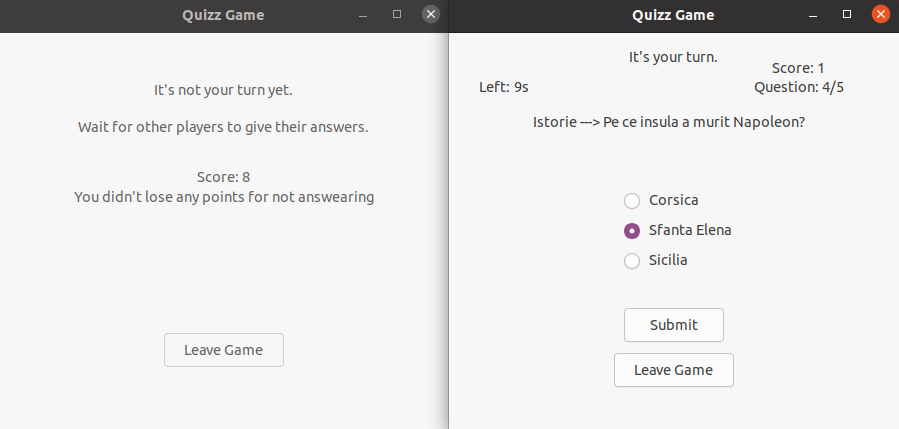 Quizz Game
It's not your turn yet.
Wait for other players to give their answers.
Score: 8
You didn't lose any points for not answearing
Leave Game
Quizz Game
It's your turn.
Score: 1
Left: 9s
Question: 4/5
Istorie ---> Pe ce insula a murit Napoleon?
Corsica
Sfanta Elena
Sicilia
Submit
Leave Game